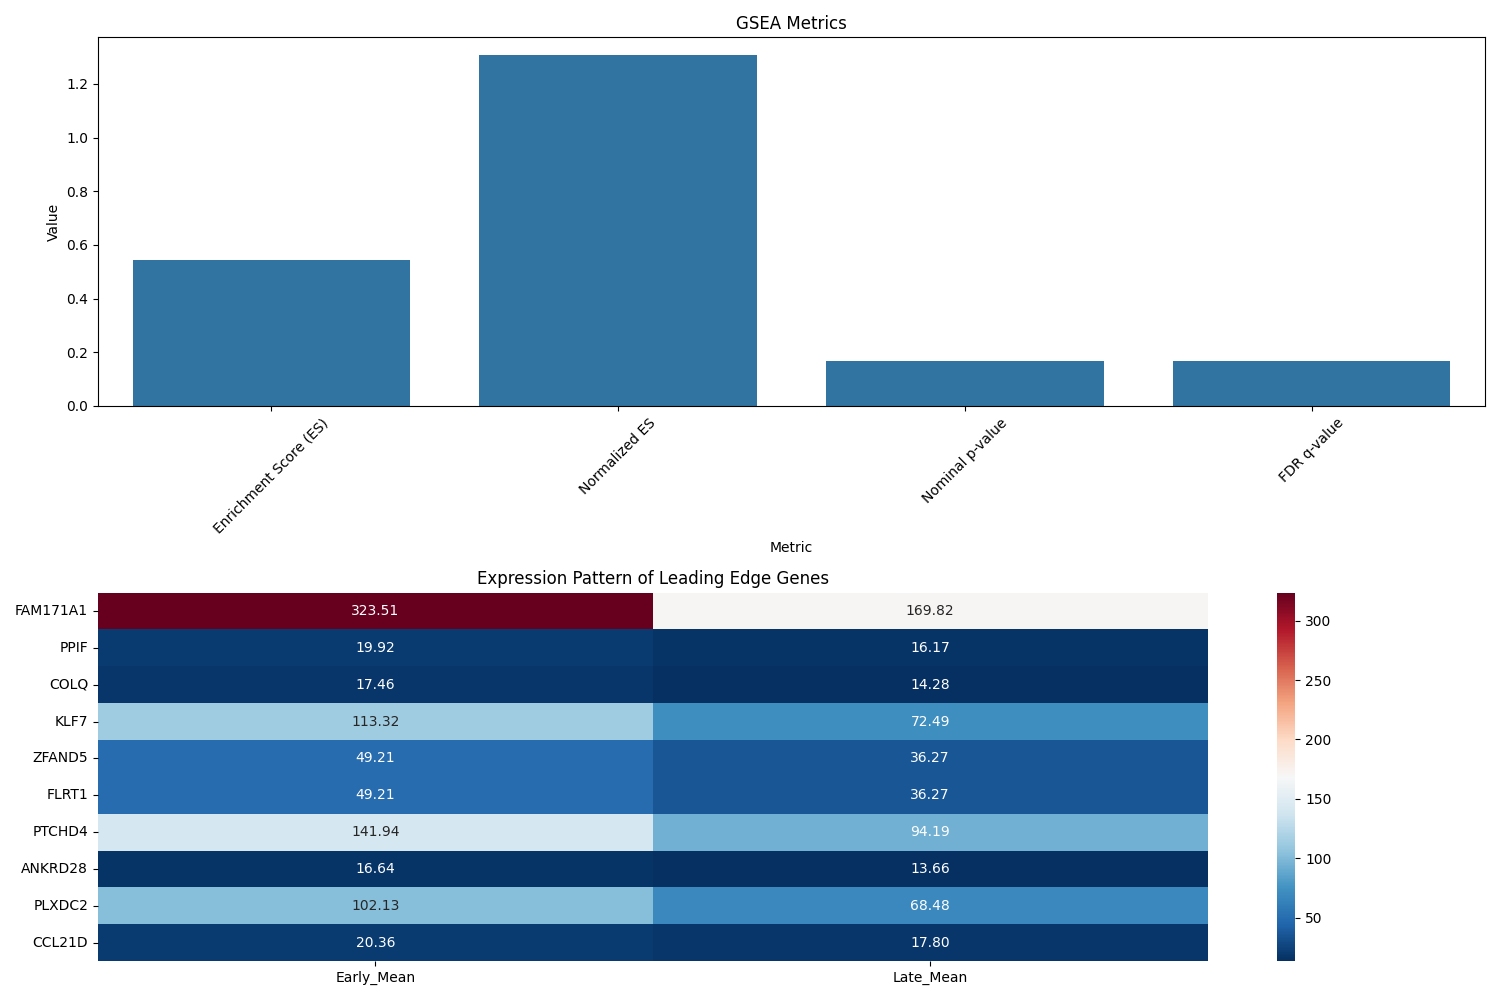 GSEA Metrics
Value
1.2
1.0
0.8
0.6
0.4
0.2
0.0
Enrichment Score (ES)
Normalized ES
Nominal p-value
FDR q-value
Metric
Expression Pattern of Leading Edge Genes
FAM171A1 323.51 169.82
PPIF 19.92 16.17
COLQ 17.46 14.28
KLF7 113.32 72.49
ZFAND5 49.21 36.27
FLRT1 49.21 36.27
PTCHD4 141.94 94.19
ANKRD28 16.64 13.66
PLXDC2 102.13 68.48
CCL21D 20.36 17.80
Early_Mean Late_Mean
300
250
200
150
100
50